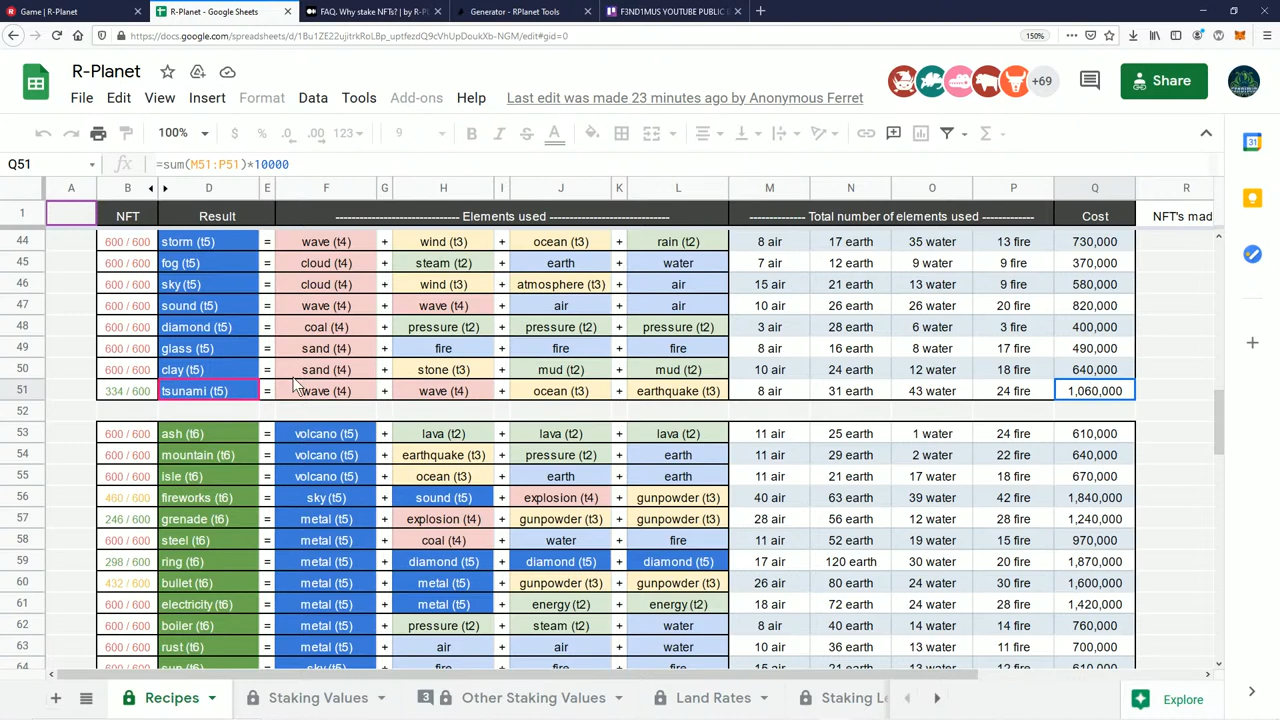 Game | R-Planet
R-Planet - Google Sheets
FAQ. Why stake NFTs? | by R-P
Generator - RPlanet Tools
F3ND1MUS YOUTUBE PUBLIC
https://docs.google.com/spreadsheets/d/1Bu1ZE22ujitrkRoLBp_uptfezdQ9cVhUpDoukXb-NGM/edit#gid=0
150%
R-Planet
+69
Share
File Edit View Insert Format Data Tools Add-ons Help Last edit was made 23 minutes ago by Anonymous Ferret
100% $ % .0 .00 123 9 B I S A
Q51 fx =sum(M51:P51)*10000
31
A B D E F G H I J K L M N O P Q R
1 NFT Result Elements used Total number of elements used Cost NFT's mad
44 600 / 600 storm (t5) = wave (t4) + wind (t3) + ocean (t3) + rain (t2) 8 air 17 earth 35 water 13 fire 730,000
45 600 / 600 fog (t5) = cloud (t4) + steam (t2) + earth + water 7 air 12 earth 9 water 9 fire 370,000
46 600 / 600 sky (t5) = cloud (t4) + wind (t3) + atmosphere (t3) + air 15 air 21 earth 13 water 9 fire 580,000
47 600 / 600 sound (t5) = wave (t4) + wave (t4) + air + air 10 air 26 earth 26 water 20 fire 820,000
48 600 / 600 diamond (t5) = coal (t4) + pressure (t2) + pressure (t2) + pressure (t2) 3 air 28 earth 6 water 3 fire 400,000
49 600 / 600 glass (t5) = sand (t4) + fire + fire + fire 8 air 16 earth 8 water 17 fire 490,000
50 600 / 600 clay (t5) = sand (t4) + stone (t3) + mud (t2) + mud (t2) 10 air 24 earth 12 water 18 fire 640,000
51 334 / 600 tsunami (t5) = wave (t4) + wave (t4) + ocean (t3) + earthquake (t3) 8 air 31 earth 43 water 24 fire 1,060,000
52
53 600 / 600 ash (t6) = volcano (t5) + lava (t2) + lava (t2) + lava (t2) 11 air 25 earth 1 water 24 fire 610,000
54 600 / 600 mountain (t6) = volcano (t5) + earthquake (t3) + pressure (t2) + earth 11 air 29 earth 2 water 22 fire 640,000
55 600 / 600 isle (t6) = volcano (t5) + ocean (t3) + earth + earth 11 air 21 earth 17 water 18 fire 670,000
56 460 / 600 fireworks (t6) = sky (t5) + sound (t5) + explosion (t4) + gunpowder (t3) 40 air 63 earth 39 water 42 fire 1,840,000
57 246 / 600 grenade (t6) = metal (t5) + explosion (t4) + gunpowder (t3) + gunpowder (t3) 28 air 56 earth 12 water 28 fire 1,240,000
58 600 / 600 steel (t6) = metal (t5) + coal (t4) + water + fire 11 air 52 earth 19 water 15 fire 970,000
59 298 / 600 ring (t6) = metal (t5) + diamond (t5) + diamond (t5) + diamond (t5) 17 air 120 earth 30 water 20 fire 1,870,000
60 432 / 600 bullet (t6) = metal (t5) + metal (t5) + gunpowder (t3) + gunpowder (t3) 26 air 80 earth 24 water 30 fire 1,600,000
61 600 / 600 electricity (t6) = metal (t5) + metal (t5) + energy (t2) + energy (t2) 18 air 72 earth 24 water 28 fire 1,420,000
62 600 / 600 boiler (t6) = metal (t5) + pressure (t2) + steam (t2) + water 8 air 40 earth 14 water 14 fire 760,000
63 600 / 600 rust (t6) = metal (t5) + air + air + water 10 air 36 earth 13 water 11 fire 700,000
64
+ Recipes Staking Values 3 Other Staking Values Land Rates Staking Le Explore